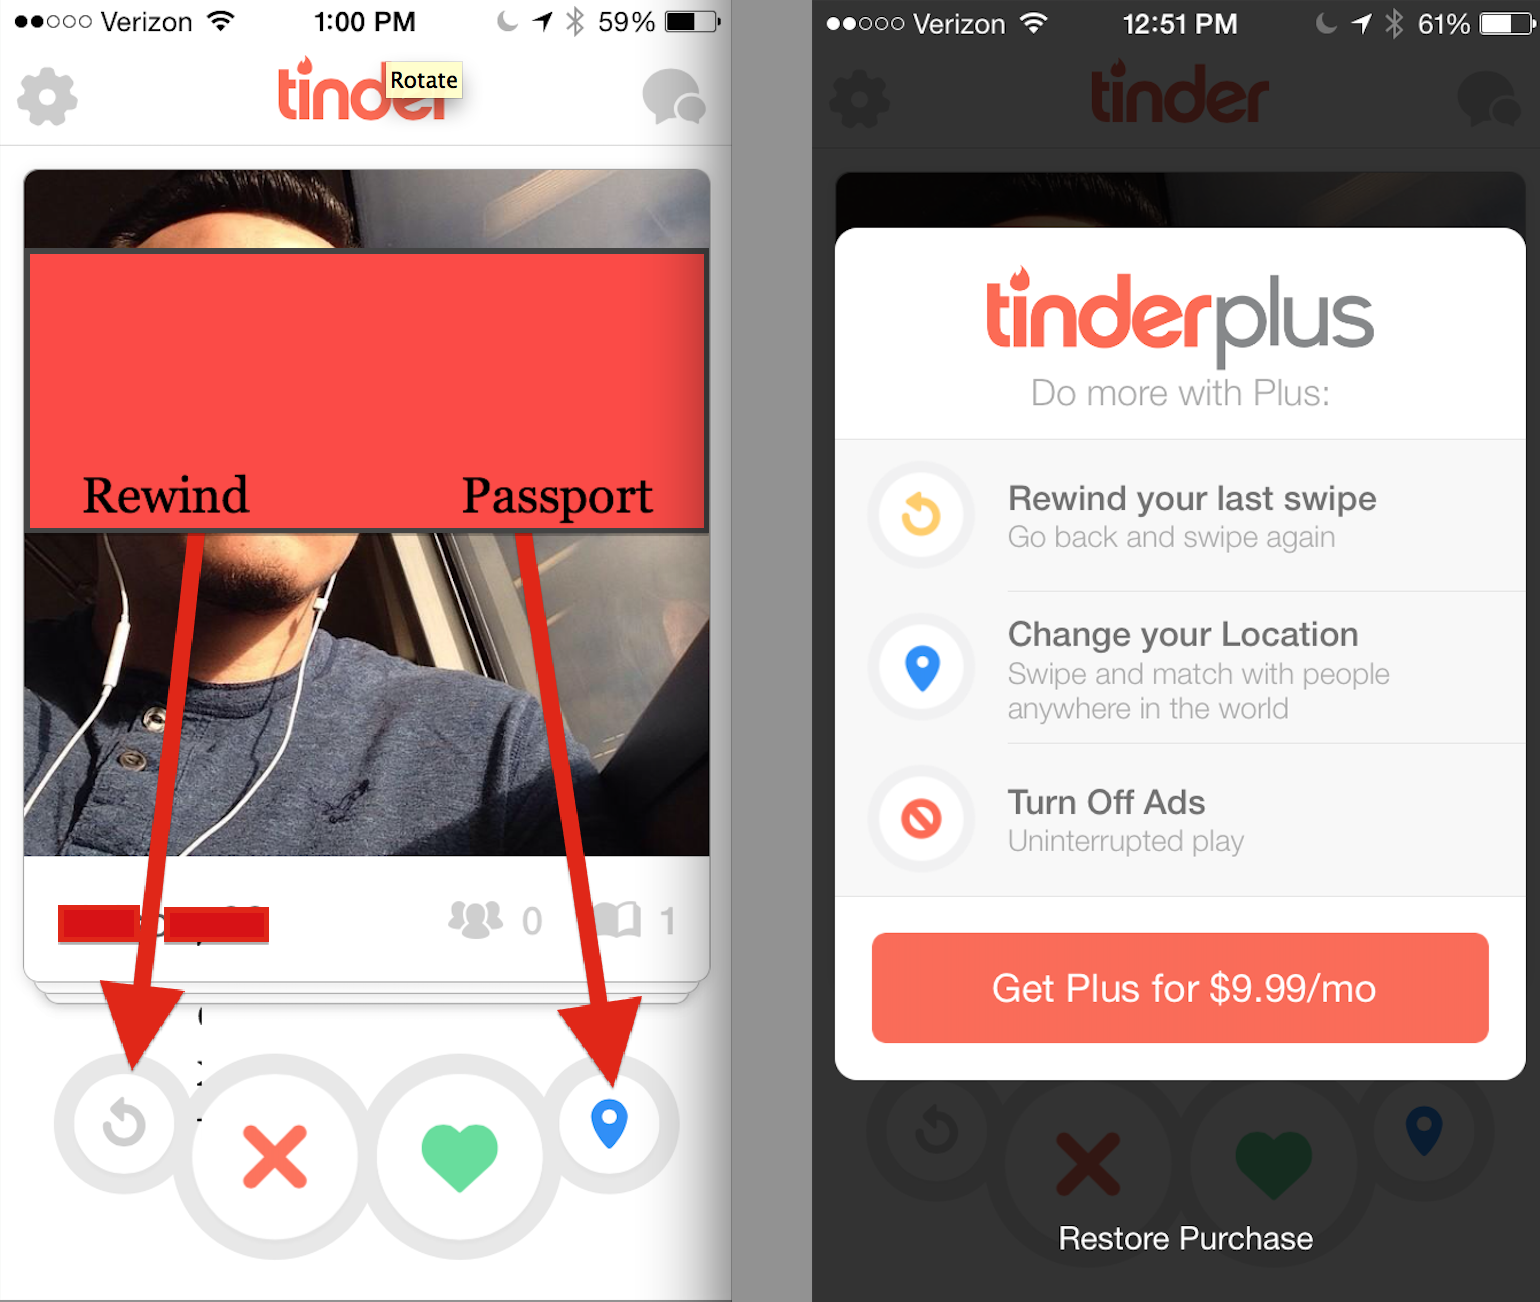 Verizon 1:00 PM 59%
tinder
Rotate
Rewind Passport
0 1
Verizon 12:51 PM 61%
tinder
tinderplus
Do more with Plus:
Rewind your last swipe
Go back and swipe again
Change your Location
Swipe and match with people
anywhere in the world
Turn Off Ads
Uninterrupted play
Get Plus for $9.99/mo
Restore Purchase